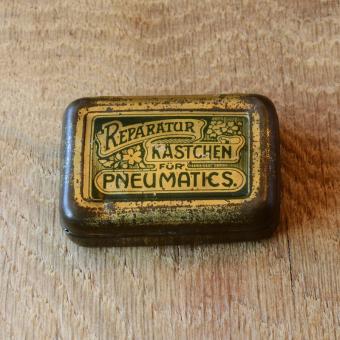 REPARATUR
KÄSTCHEN
FÜR
PNEUMATICS.